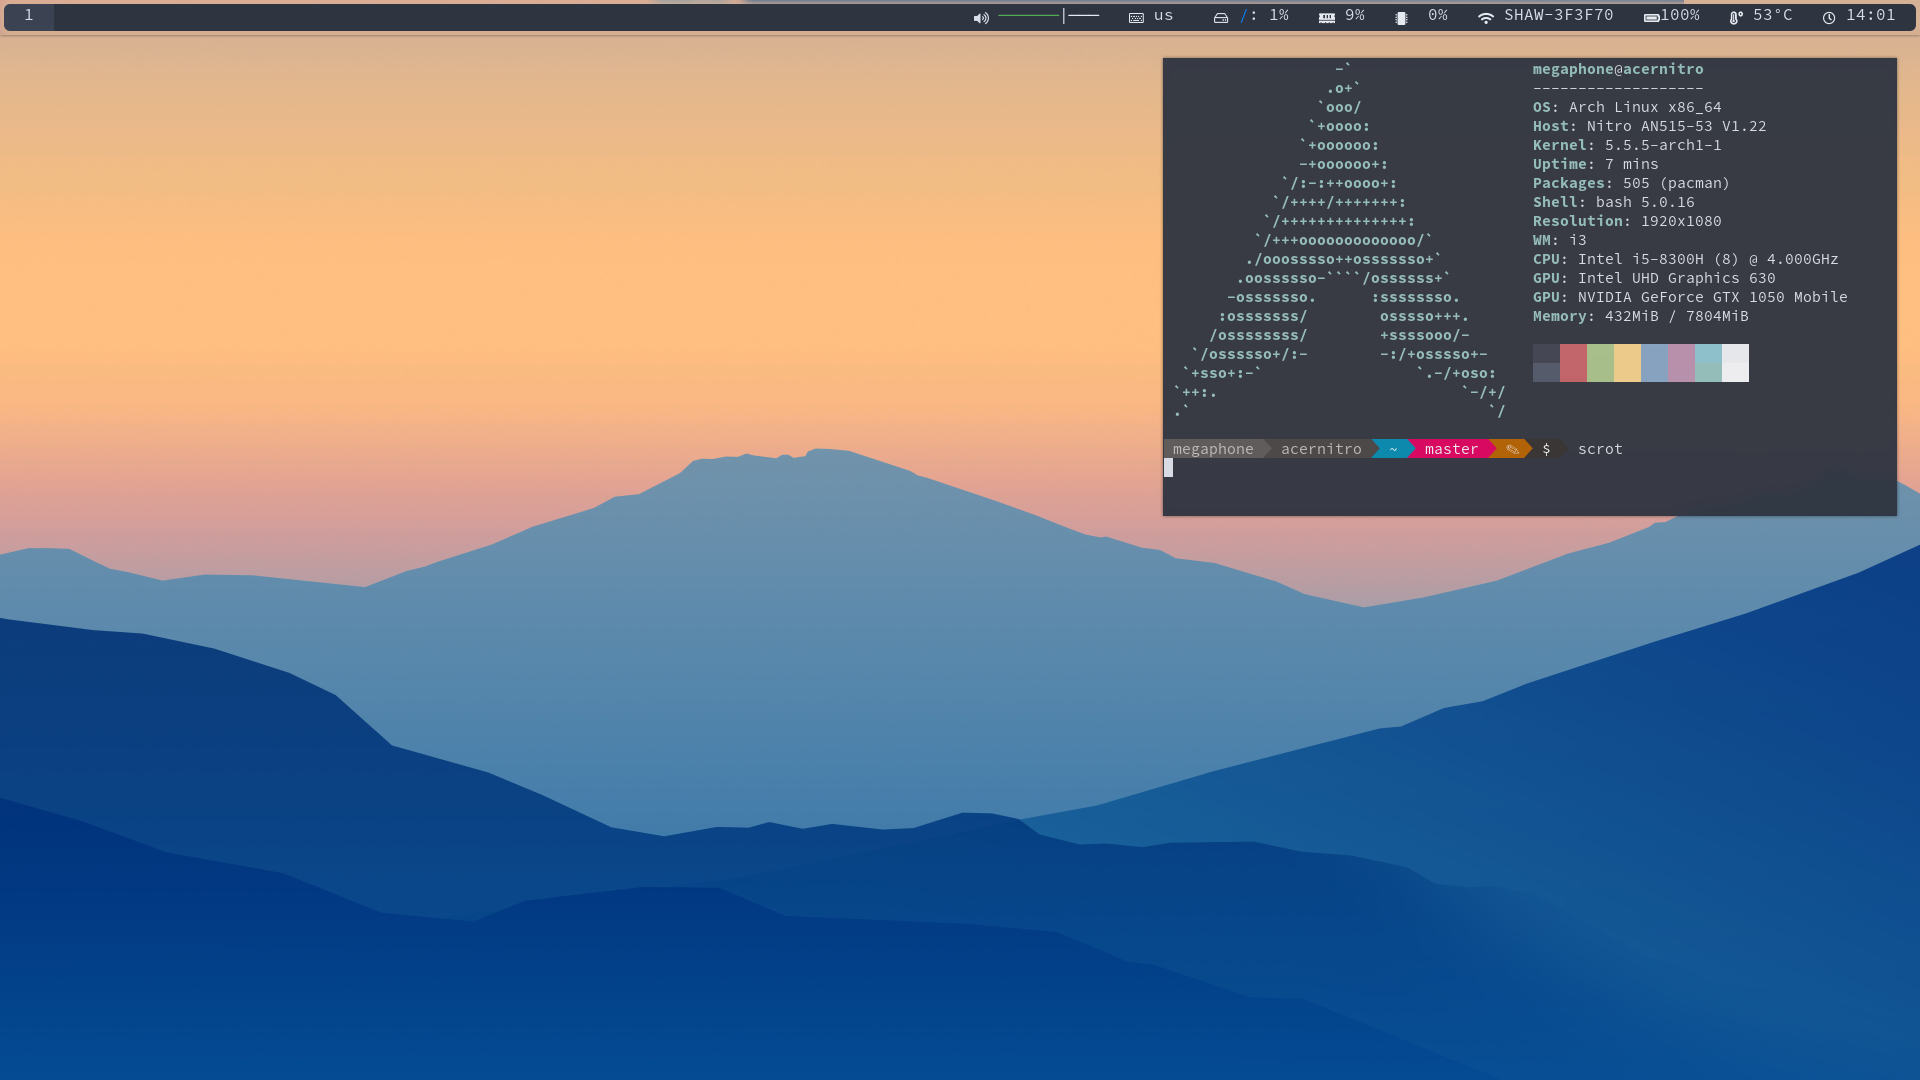 1 us /: 1% 9% 0% SHAW-3F3F70 100% 53°C 14:01
-` megaphone@acernitro
.o+` -------------------
`ooo/ OS: Arch Linux x86_64
`+oooo: Host: Nitro AN515-53 V1.22
`+oooooo: Kernel: 5.5.5-arch1-1
-+oooooo+: Uptime: 7 mins
`/:-:++oooo+: Packages: 505 (pacman)
`/++++/+++++++: Shell: bash 5.0.16
`/++++++++++++++: Resolution: 1920x1080
`/+++ooooooooooooo/` WM: i3
./ooosssso++osssssso+` CPU: Intel i5-8300H (8) @ 4.000GHz
.oossssso-````/ossssss+` GPU: Intel UHD Graphics 630
-osssssso. :ssssssso. GPU: NVIDIA GeForce GTX 1050 Mobile
:osssssss/ osssso+++. Memory: 432MiB / 7804MiB
/ossssssss/ +ssssooo/-
`/ossssso+/:- -:/+osssso+-
`+sso+:-` `.-/+oso:
`++:. `-/+/
.` `/
megaphone acernitro ~ master ✎ $ scrot